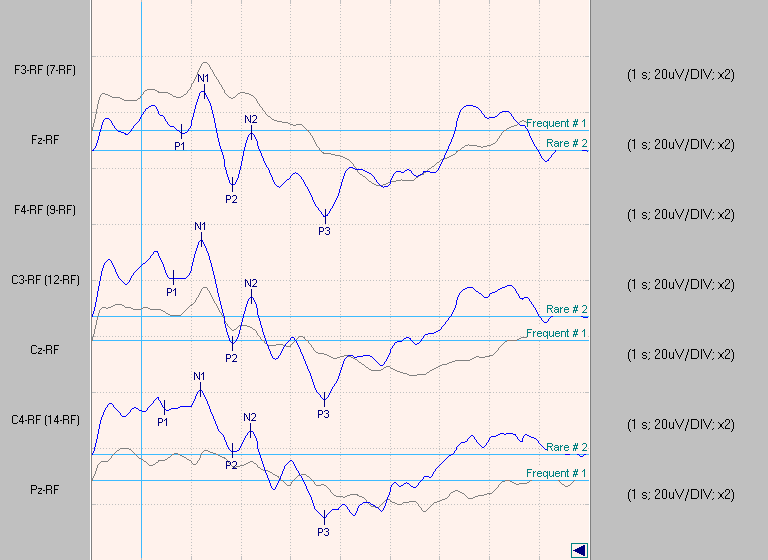 F3-RF (7-RF)
(1 s; 20uV/DIV; x2)
N1
N2
Frequent # 1
P1
Fz-RF
Rare # 2
(1 s; 20uV/DIV; x2)
P2
F4-RF (9-RF)
(1 s; 20uV/DIV; x2)
P3
N1
C3-RF (12-RF)
N2
(1 s; 20uV/DIV; x2)
P1
Rare # 2
Frequent # 1
Cz-RF
P2
(1 s; 20uV/DIV; x2)
N1
P3
C4-RF (14-RF)
P1
N2
(1 s; 20uV/DIV; x2)
Rare # 2
P2
Frequent # 1
Pz-RF
(1 s; 20uV/DIV; x2)
P3